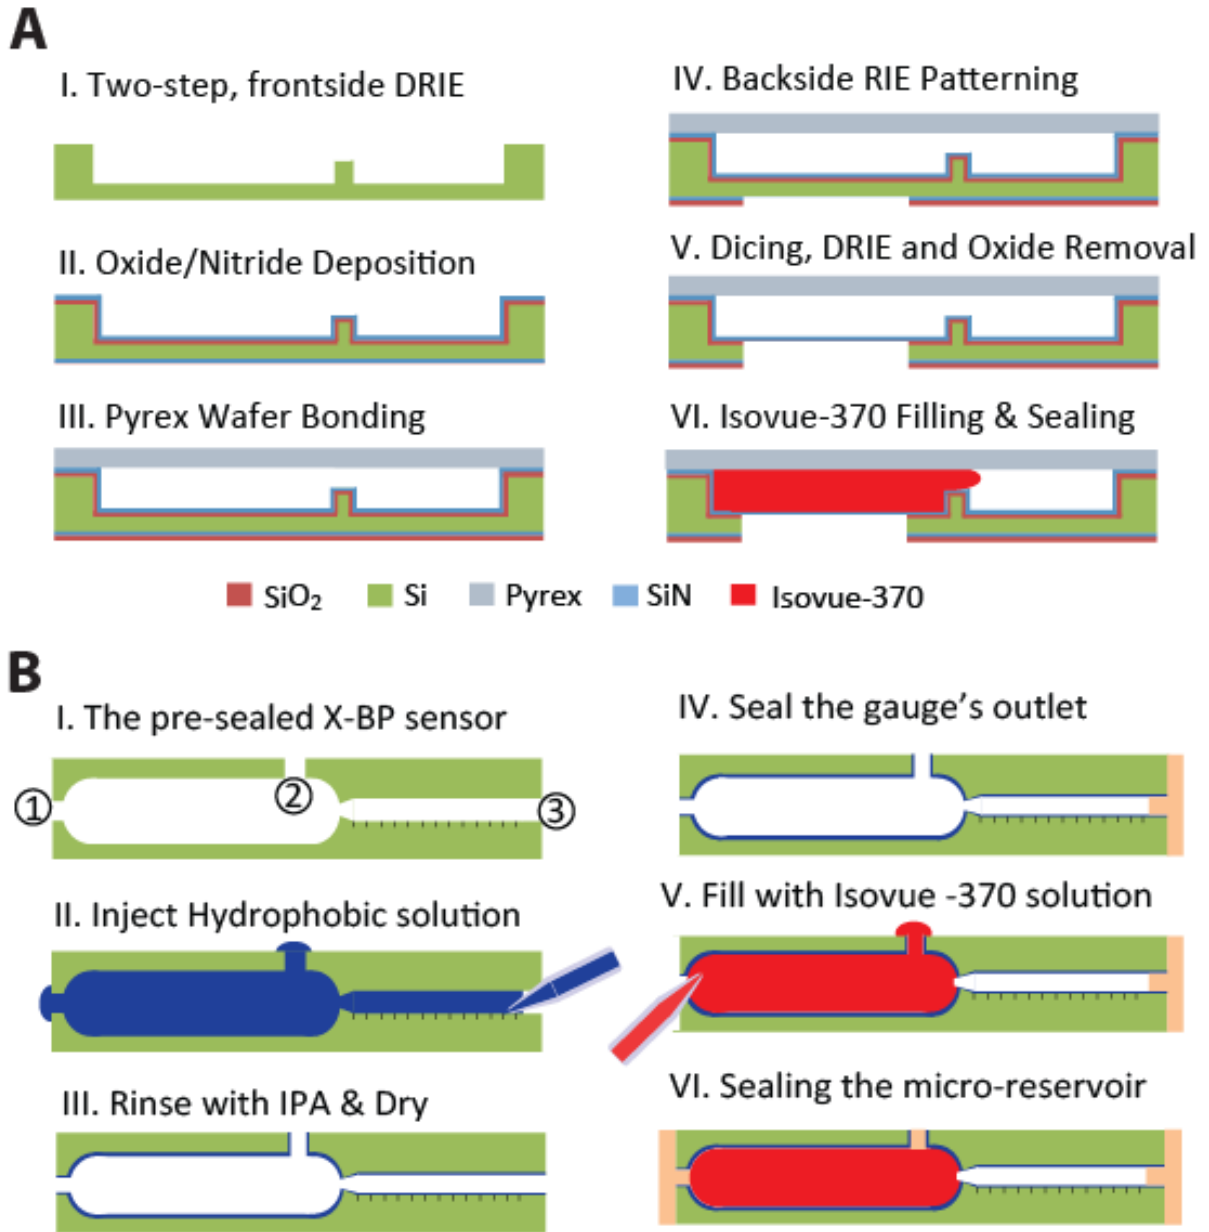 A
I. Two-step, frontside DRIE
II. Oxide/Nitride Deposition
III. Pyrex Wafer Bonding
IV. Backside RIE Patterning
V. Dicing, DRIE and Oxide Removal
VI. Isovue-370 Filling & Sealing
SiO₂ Si Pyrex SiN Isovue-370
B
I. The pre-sealed X-BP sensor
① ② ③
II. Inject Hydrophobic solution
III. Rinse with IPA & Dry
IV. Seal the gauge's outlet
V. Fill with Isovue -370 solution
VI. Sealing the micro-reservoir